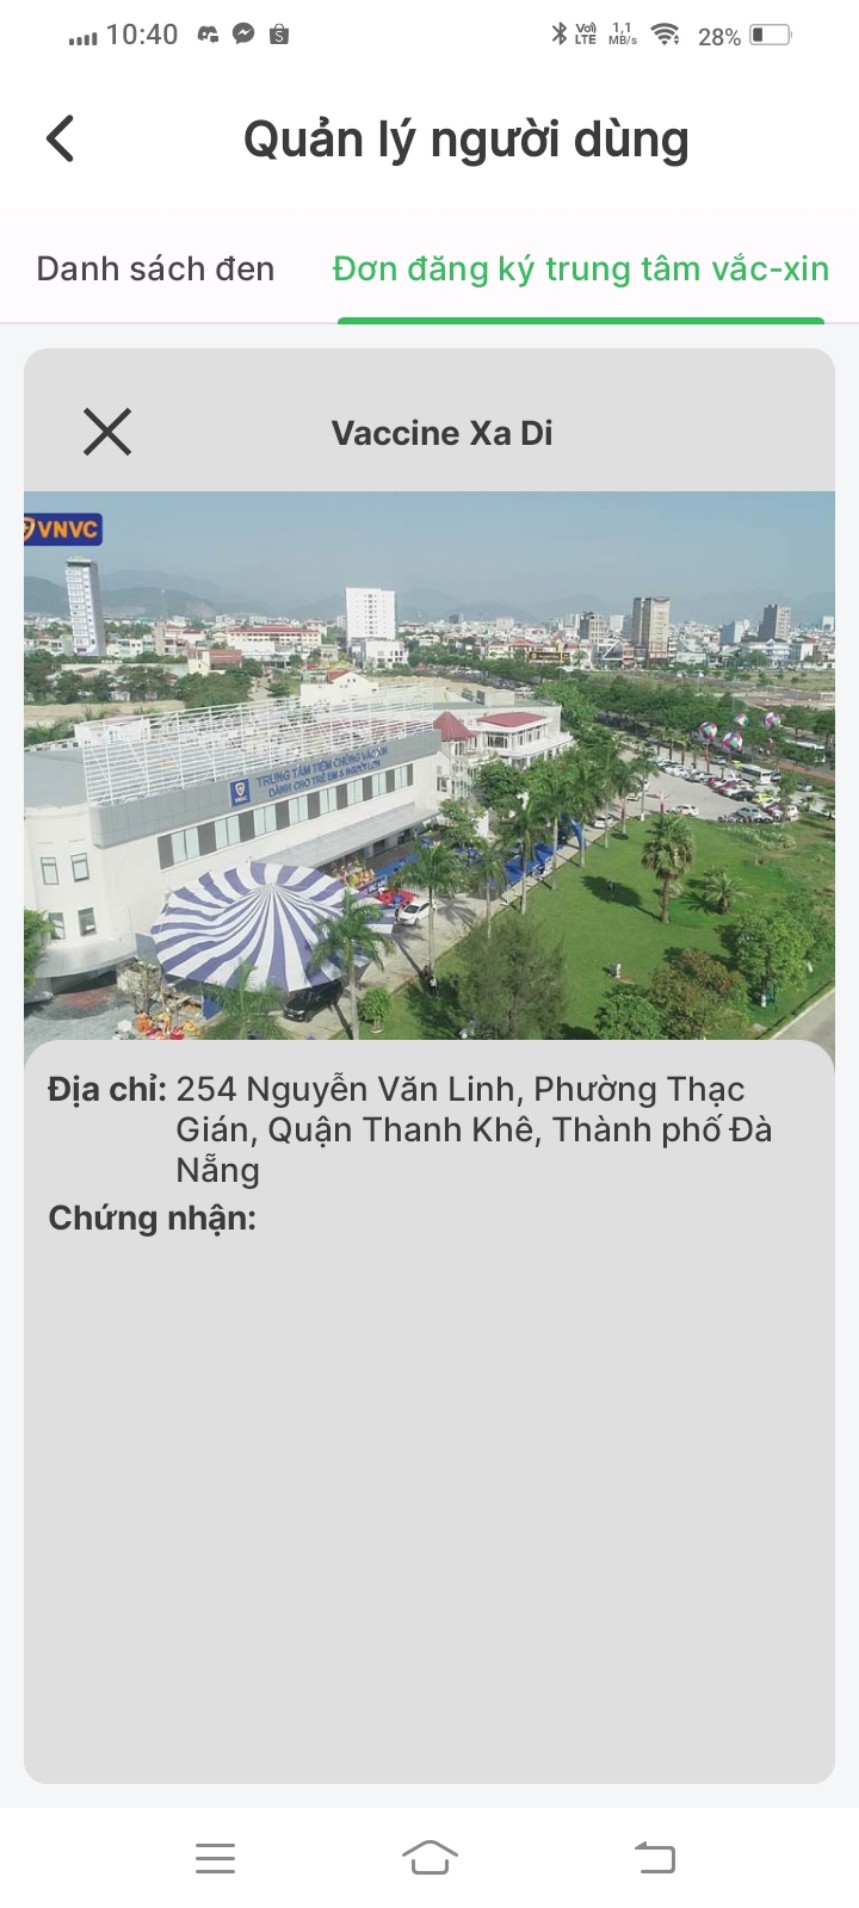 10:40
VoLTE
1,1 MB/s
28%
Quản lý người dùng
Danh sách đen
Đơn đăng ký trung tâm vắc-xin
Vaccine Xa Di
VNVC
TRUNG TÂM TIÊM CHỦNG VẮC XIN
DÀNH CHO TRẺ EM & NGƯỜI LỚN
VNVC
Địa chỉ: 254 Nguyễn Văn Linh, Phường Thạc
Gián, Quận Thanh Khê, Thành phố Đà
Nẵng
Chứng nhận: